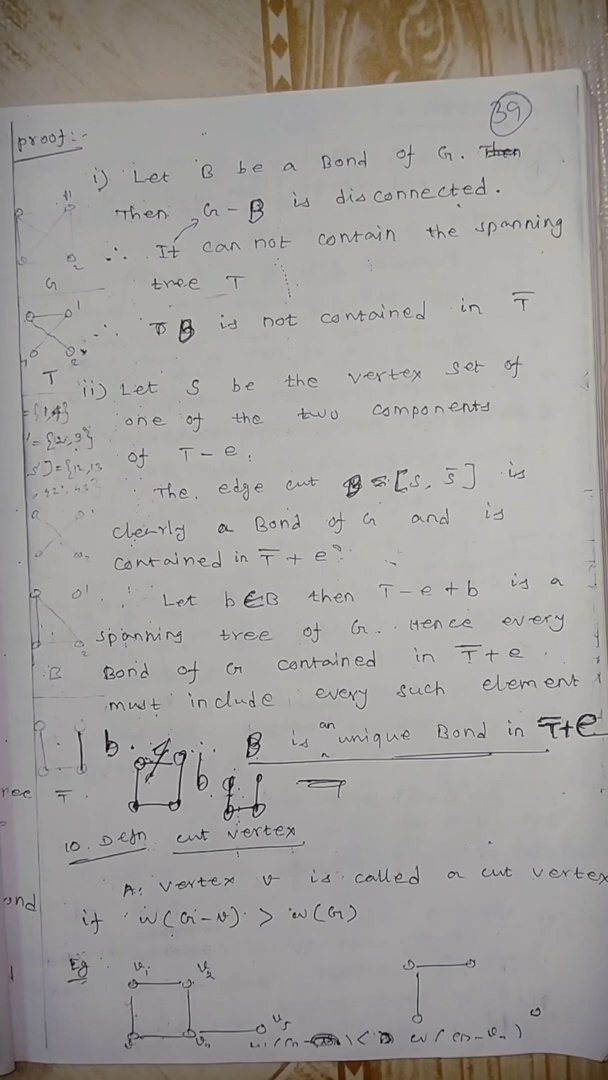 39
proof:-
i) Let B be a Bond of G. Then
Then G - B is disconnected.
∴ It can not contain the spanning
tree T
∴ B is not contained in T̅
G
T
ii) Let S be the vertex set of
one of the two components
of T - e.
The edge cut B = [S, S̅] is
clearly a Bond of G and is
contained in T̅ + e.
∴ Let b ∈ B then T - e + b is a
spanning tree of G. Hence every
Bond of G contained in T̅ + e
must include every such element
B is an unique Bond in T̅+e
B
b
b
T̅
10. Defn cut vertex
A vertex v is called a cut vertex
if w(G-v) > w(G)
Eg
v₁ v₂
v₅